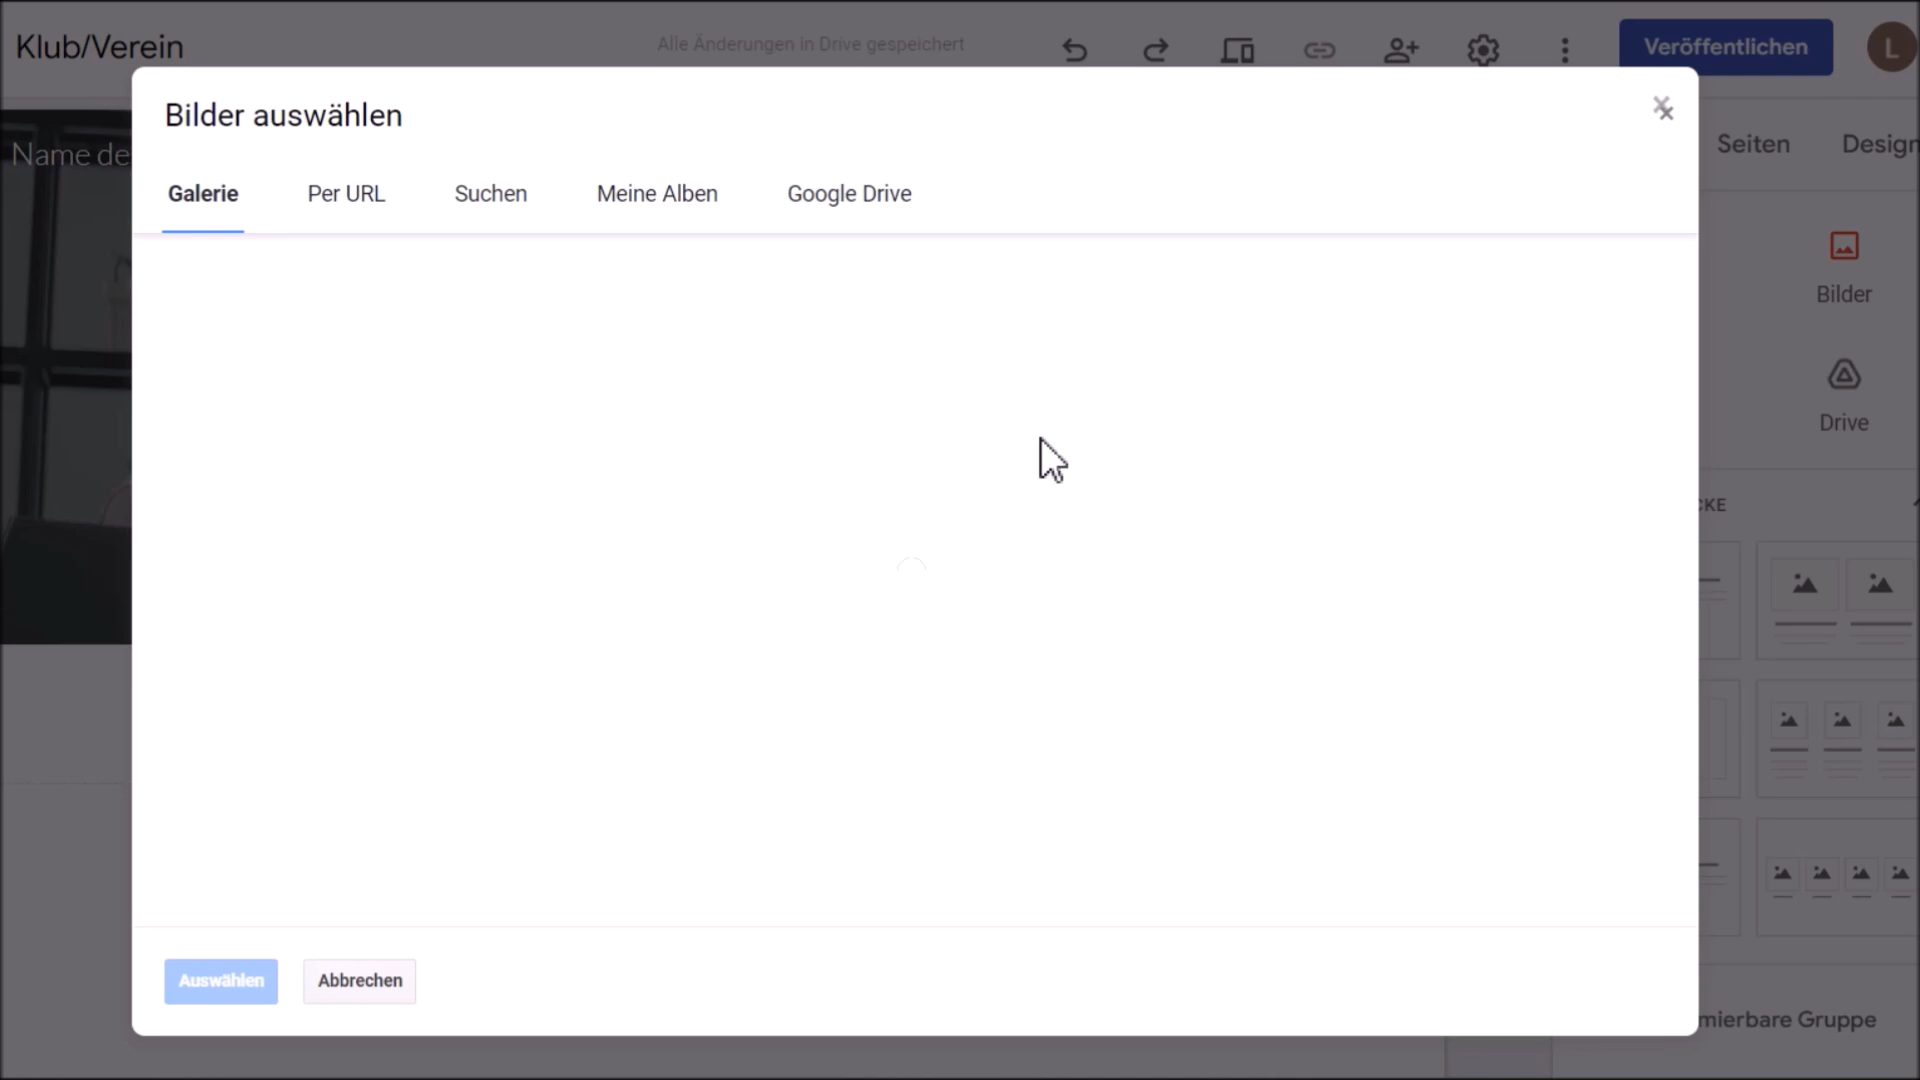 Klub/Verein
Alle Änderungen in Drive gespeichert
Veröffentlichen
L
Name de
Bilder auswählen
Seiten
Design
Galerie
Per URL
Suchen
Meine Alben
Google Drive
Bilder
Drive
CKE
Auswählen
Abbrechen
mierbare Gruppe